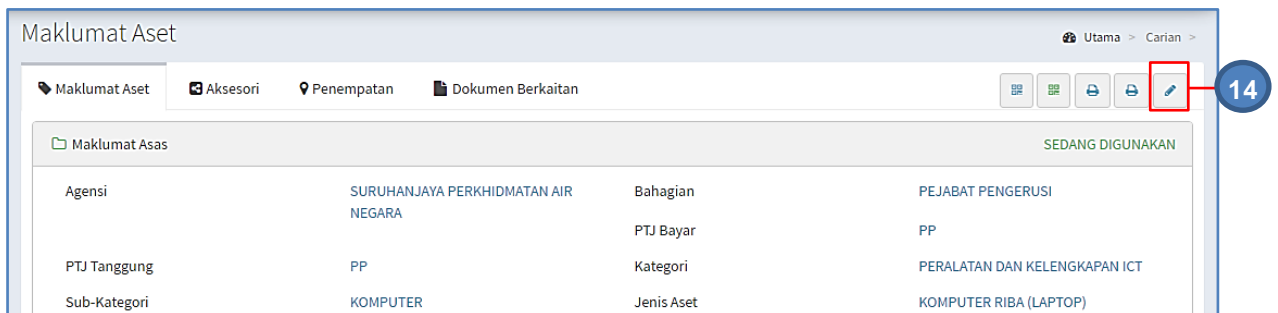 Maklumat Aset
Utama > Carian >
Maklumat Aset Aksesori Penempatan Dokumen Berkaitan
14
Maklumat Asas SEDANG DIGUNAKAN
Agensi SURUHANJAYA PERKHIDMATAN AIR Bahagian PEJABAT PENGERUSI
NEGARA
PTJ Bayar PP
PTJ Tanggung PP Kategori PERALATAN DAN KELENGKAPAN ICT
Sub-Kategori KOMPUTER Jenis Aset KOMPUTER RIBA (LAPTOP)